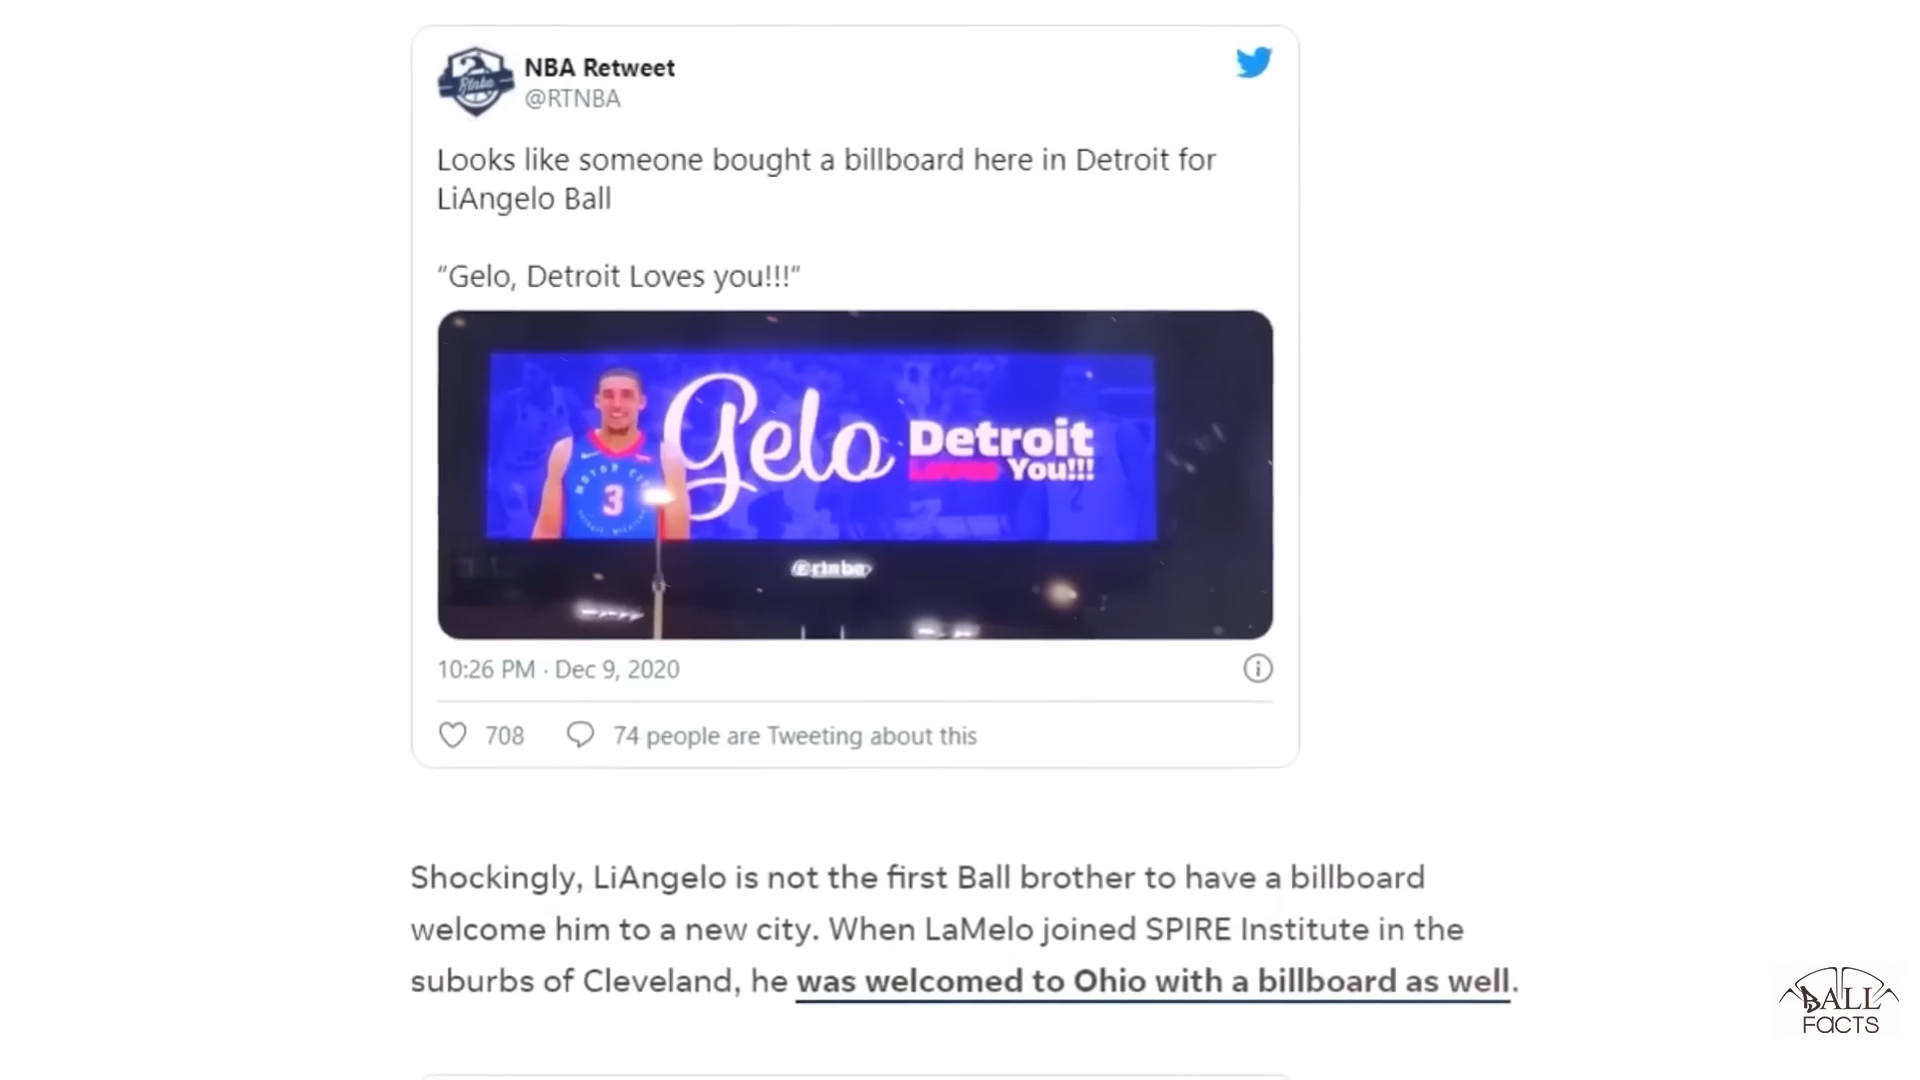 NBA Retweet
@RTNBA
Looks like someone bought a billboard here in Detroit for
LiAngelo Ball
“Gelo, Detroit Loves you!!!“
Gelo
Detroit
You!!!
MOTOR CITY
3
2
10:26 PM · Dec 9, 2020
708
74 people are Tweeting about this
Shockingly, LiAngelo is not the first Ball brother to have a billboard
welcome him to a new city. When LaMelo joined SPIRE Institute in the
suburbs of Cleveland, he was welcomed to Ohio with a billboard as well.
BALL
FACTS